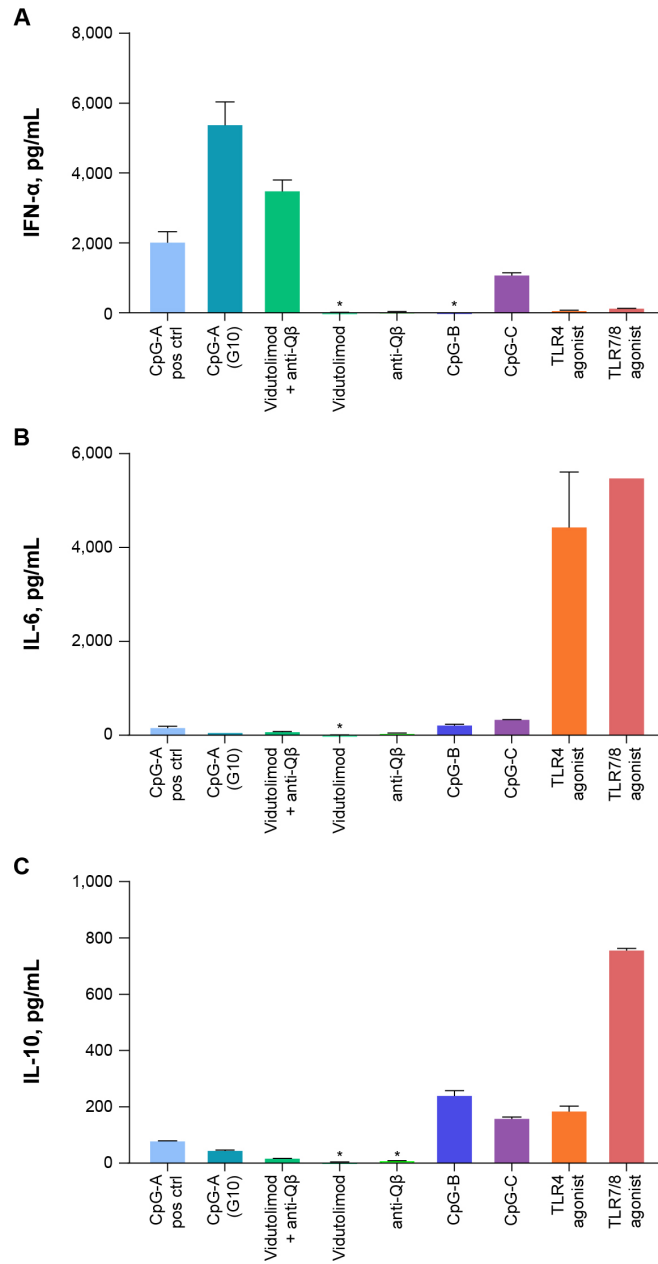 A
IFN-α, pg/mL
8,000
6,000
4,000
2,000
0
*
*
CpG-A
pos ctrl
CpG-A
(G10)
Vidutolimod
+ anti-Qβ
Vidutolimod
anti-Qβ
CpG-B
CpG-C
TLR4
agonist
TLR7/8
agonist
B
IL-6, pg/mL
6,000
4,000
2,000
0
*
CpG-A
pos ctrl
CpG-A
(G10)
Vidutolimod
+ anti-Qβ
Vidutolimod
anti-Qβ
CpG-B
CpG-C
TLR4
agonist
TLR7/8
agonist
C
IL-10, pg/mL
1,000
800
600
400
200
0
*
*
CpG-A
pos ctrl
CpG-A
(G10)
Vidutolimod
+ anti-Qβ
Vidutolimod
anti-Qβ
CpG-B
CpG-C
TLR4
agonist
TLR7/8
agonist